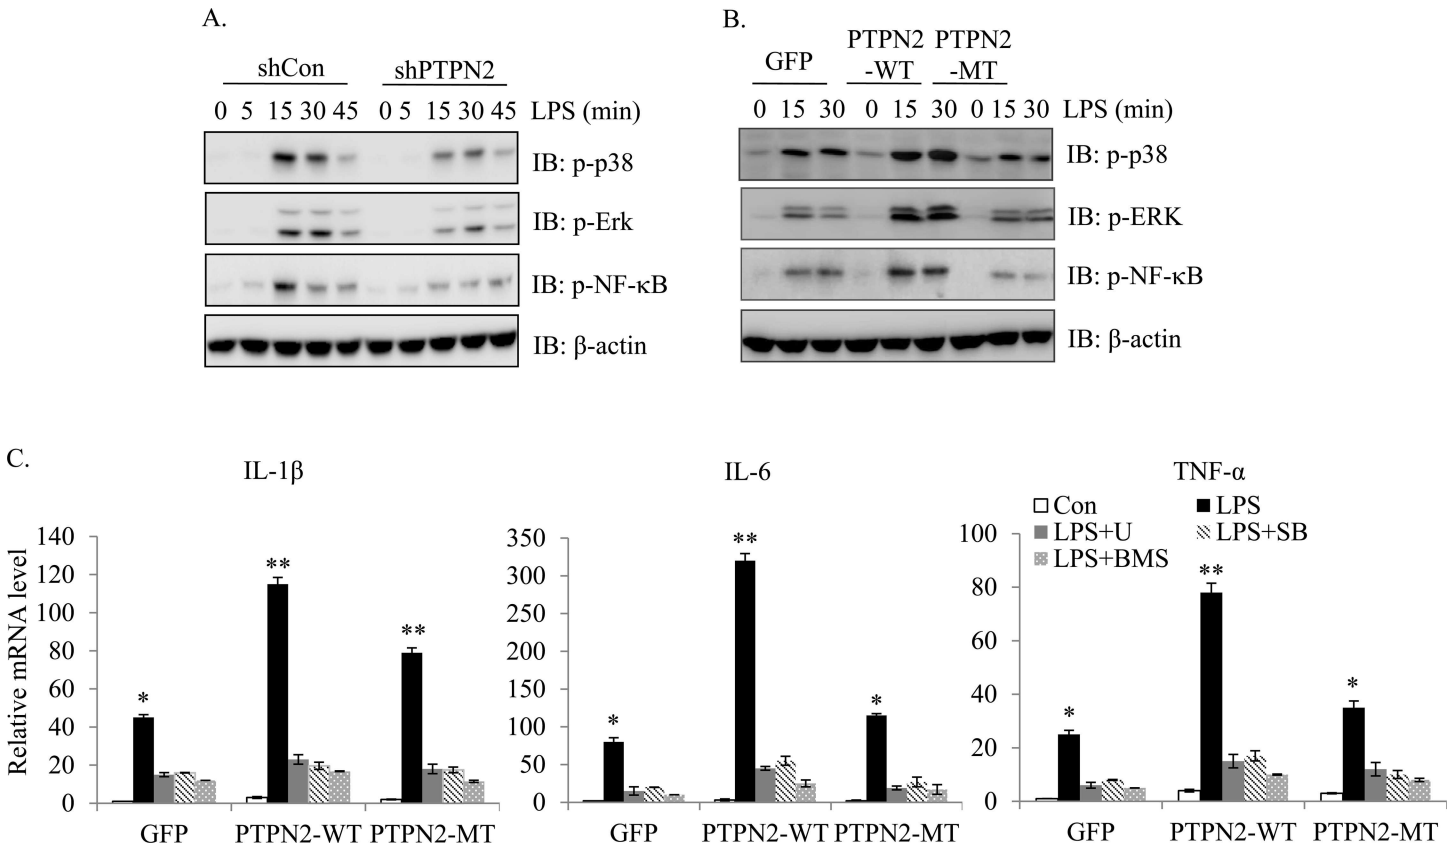 A.
shCon shPTPN2
0 5 15 30 45 0 5 15 30 45 LPS (min)
IB: p-p38
IB: p-Erk
IB: p-NF-κB
IB: β-actin
B.
GFP PTPN2 PTPN2
-WT -MT
0 15 30 0 15 30 0 15 30 LPS (min)
IB: p-p38
IB: p-ERK
IB: p-NF-κB
IB: β-actin
C.
IL-1β
Relative mRNA level
140
120
100
80
60
40
20
0
*
**
**
GFP PTPN2-WT PTPN2-MT
IL-6
350
300
250
200
150
100
50
0
*
**
*
GFP PTPN2-WT PTPN2-MT
TNF-α
Con LPS
LPS+U LPS+SB
LPS+BMS
100
80
60
40
20
0
*
**
*
GFP PTPN2-WT PTPN2-MT